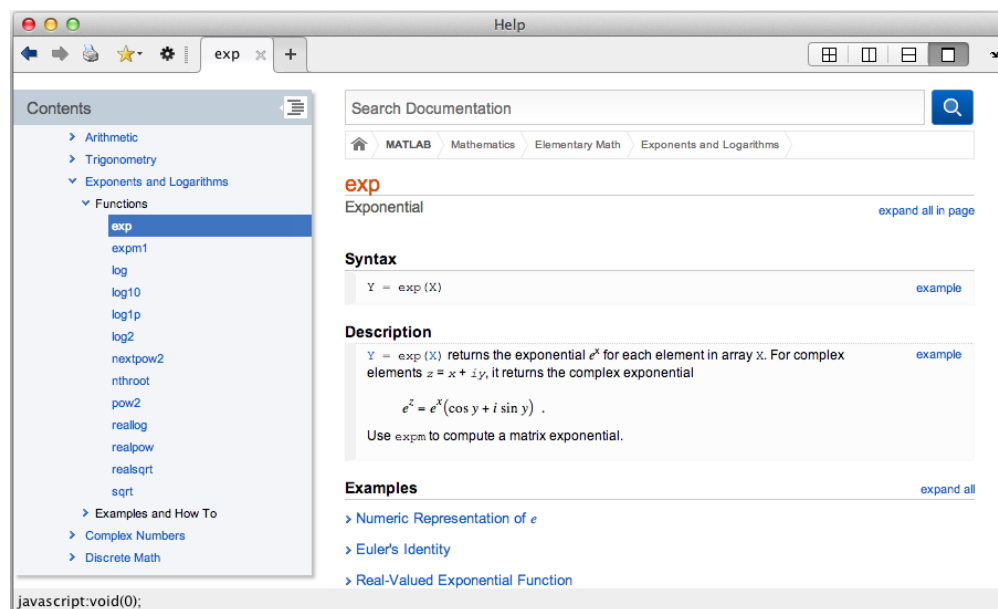 Help
exp
Contents
Arithmetic
Trigonometry
Exponents and Logarithms
Functions
exp
expm1
log
log10
log1p
log2
nextpow2
nthroot
pow2
reallog
realpow
realsqrt
sqrt
Examples and How To
Complex Numbers
Discrete Math
Search Documentation
MATLAB Mathematics Elementary Math Exponents and Logarithms
exp
Exponential
expand all in page
Syntax
Y = exp(X) example
Description
Y = exp(X) returns the exponential eˣ for each element in array X. For complex example
elements z = x + iy, it returns the complex exponential
eᶻ = eˣ(cos y + i sin y) .
Use expm to compute a matrix exponential.
Examples expand all
Numeric Representation of e
Euler's Identity
Real-Valued Exponential Function
javascript:void(0);